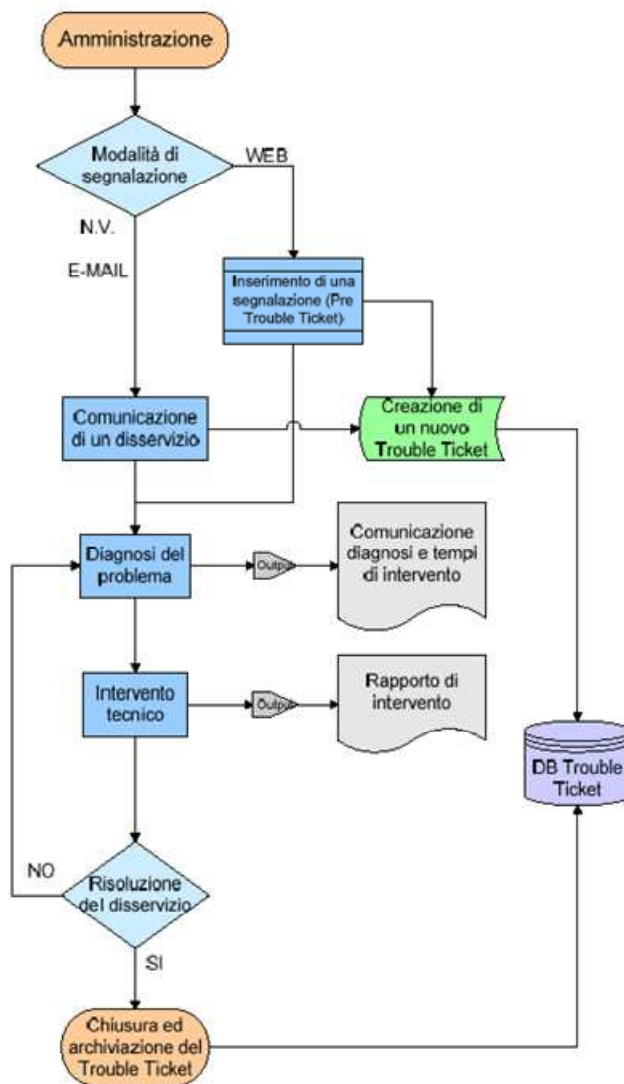 Amministrazione
Modalità di
segnalazione
WEB
N.V.
E-MAIL
Inserimento di una
segnalazione (Pre
Trouble Ticket)
Comunicazione
di un disservizio
Creazione di
un nuovo
Trouble Ticket
Diagnosi del
problema
Output
Comunicazione
diagnosi e tempi
di intervento
Intervento
tecnico
Output
Rapporto di
intervento
DB Trouble
Ticket
NO
Risoluzione
del disservizio
SI
Chiusura ed
archiviazione del
Trouble Ticket